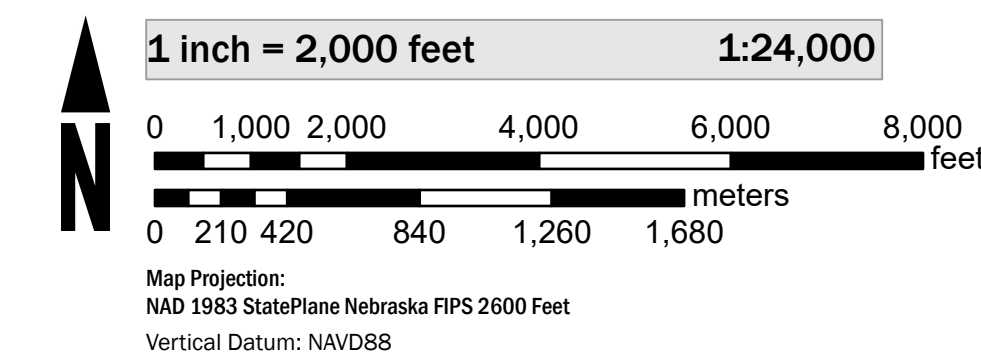 N
1 inch = 2,000 feet 1:24,000
0 1,000 2,000 4,000 6,000 8,000
feet
meters
0 210 420 840 1,260 1,680
Map Projection:
NAD 1983 StatePlane Nebraska FIPS 2600 Feet
Vertical Datum: NAVD88